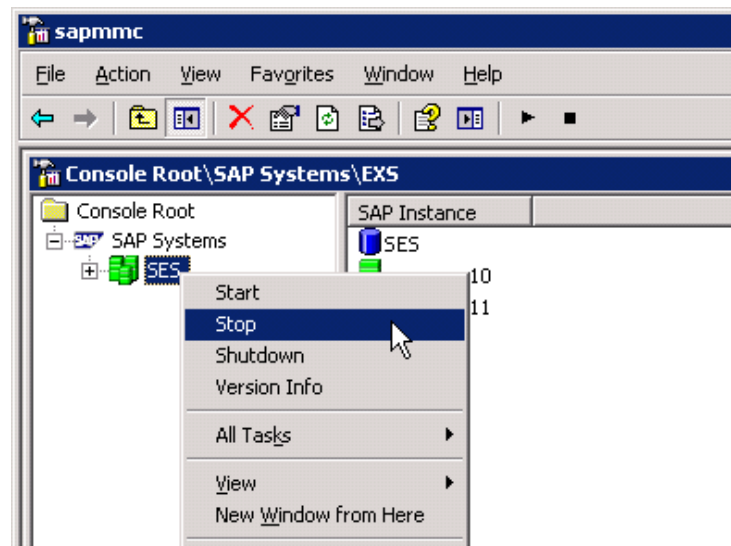 sapmmc
File Action View Favorites Window Help
Console Root\SAP Systems\EXS
Console Root
SAP Instance
SAP SAP Systems
SES
SES
10
11
Start
Stop
Shutdown
Version Info
All Tasks
View
New Window from Here